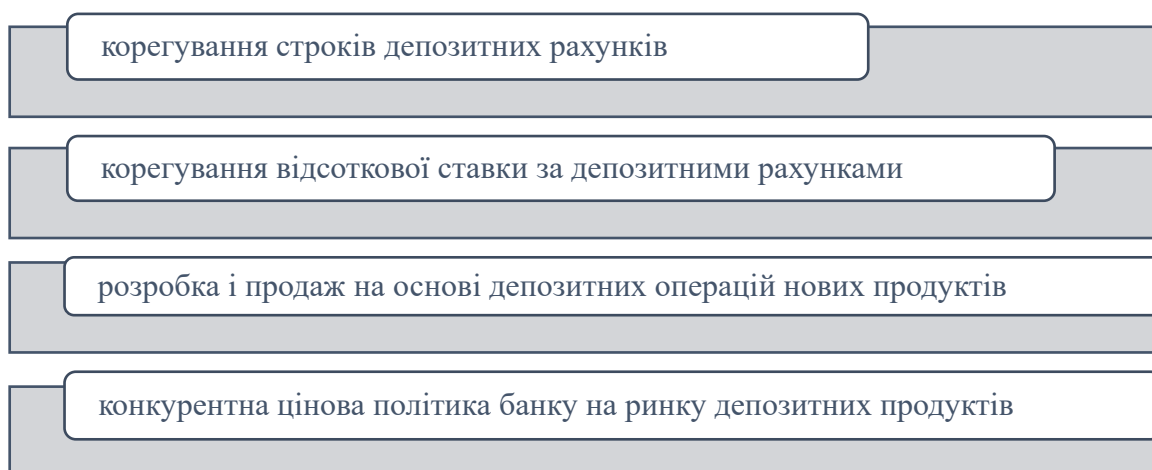 корегування строків депозитних рахунків
корегування відсоткової ставки за депозитними рахунками
розробка і продаж на основі депозитних операцій нових продуктів
конкурентна цінова політика банку на ринку депозитних продуктів